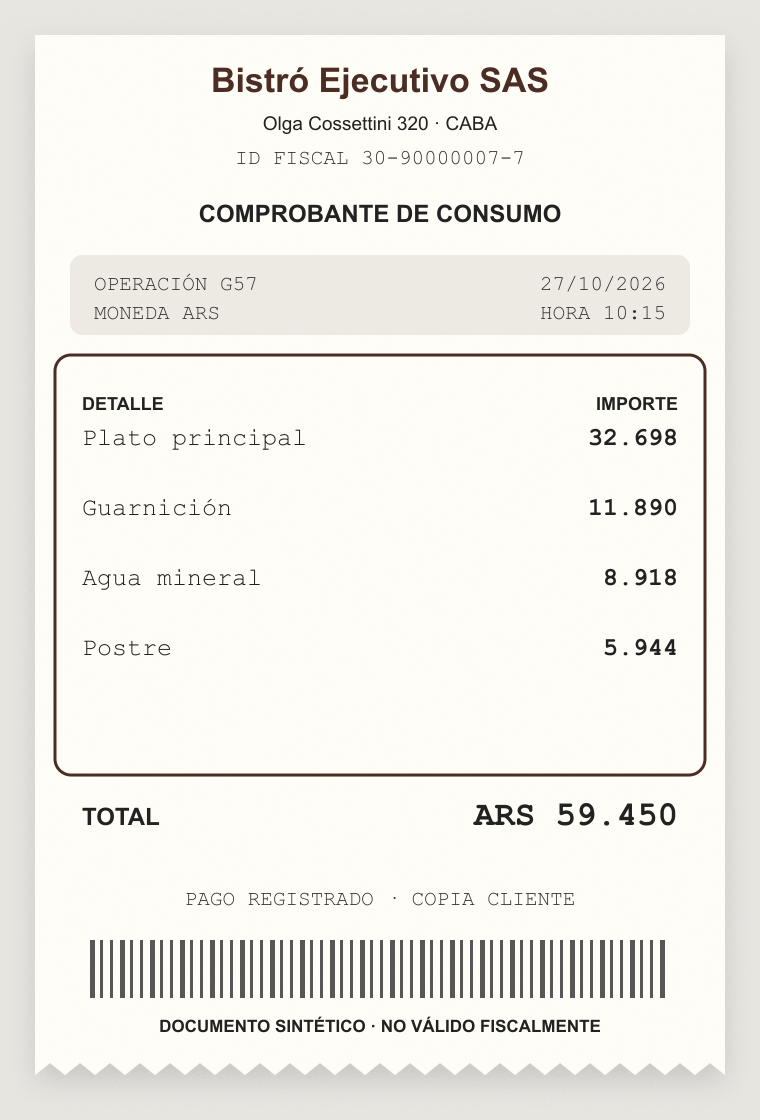 Bistró Ejecutivo SAS
Olga Cossettini 320 · CABA
ID FISCAL 30-90000007-7
COMPROBANTE DE CONSUMO
OPERACIÓN G57 27/10/2026
MONEDA ARS HORA 10:15
DETALLE IMPORTE
Plato principal 32.698
Guarnición 11.890
Agua mineral 8.918
Postre 5.944
TOTAL ARS 59.450
PAGO REGISTRADO · COPIA CLIENTE
DOCUMENTO SINTÉTICO · NO VÁLIDO FISCALMENTE